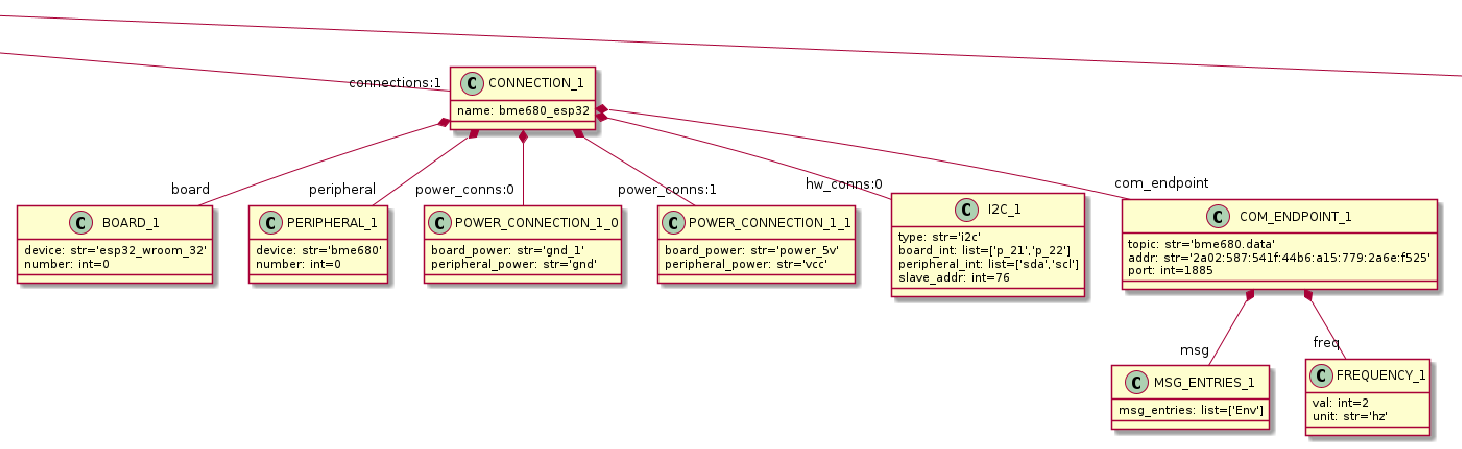 connections:1
C CONNECTION_1
name: bme680_esp32
board
peripheral
power_conns:0
power_conns:1
hw_conns:0
com_endpoint
C BOARD_1
device: str='esp32_wroom_32'
number: int=0
C PERIPHERAL_1
device: str='bme680'
number: int=0
C POWER_CONNECTION_1_0
board_power: str='gnd_1'
peripheral_power: str='gnd'
C POWER_CONNECTION_1_1
board_power: str='power_5v'
peripheral_power: str='vcc'
C I2C_1
type: str='i2c'
board_int: list=['p_21','p_22']
peripheral_int: list=['sda','scl']
slave_addr: int=76
C COM_ENDPOINT_1
topic: str='bme680.data'
addr: str='2a02:587:541f:44b6:a15:779:2a6e:f525'
port: int=1885
msg
freq
C MSG_ENTRIES_1
msg_entries: list=['Env']
C FREQUENCY_1
val: int=2
unit: str='hz'